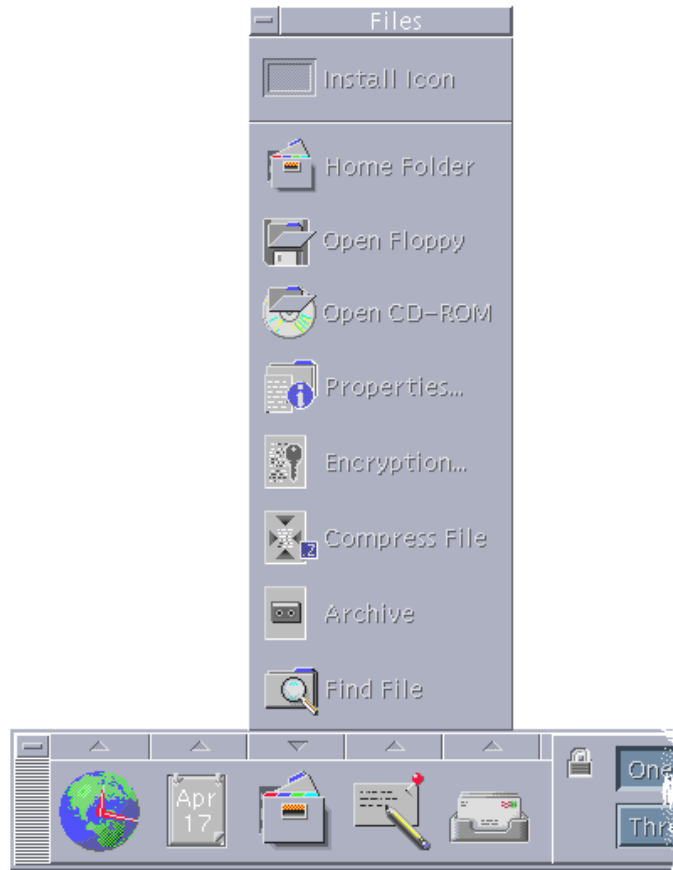 Files
Install Icon
Home Folder
Open Floppy
Open CD-ROM
Properties...
Encryption...
Compress File
.Z
Archive
Find File
Apr
17